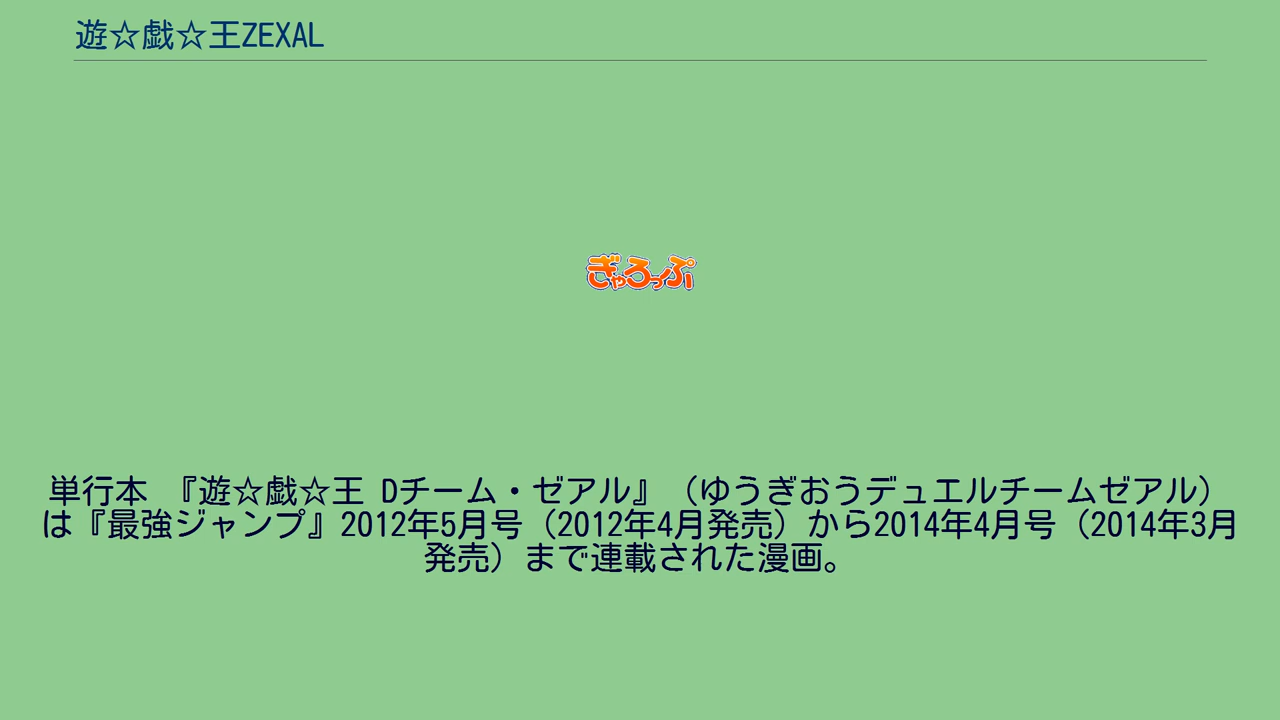 遊☆戯☆王ZEXAL
ぎゃろっぷ
単行本 『遊☆戯☆王 Dチーム・ゼアル』（ゆうぎおうデュエルチームゼアル）
は『最強ジャンプ』2012年5月号（2012年4月発売）から2014年4月号（2014年3月
発売）まで連載された漫画。